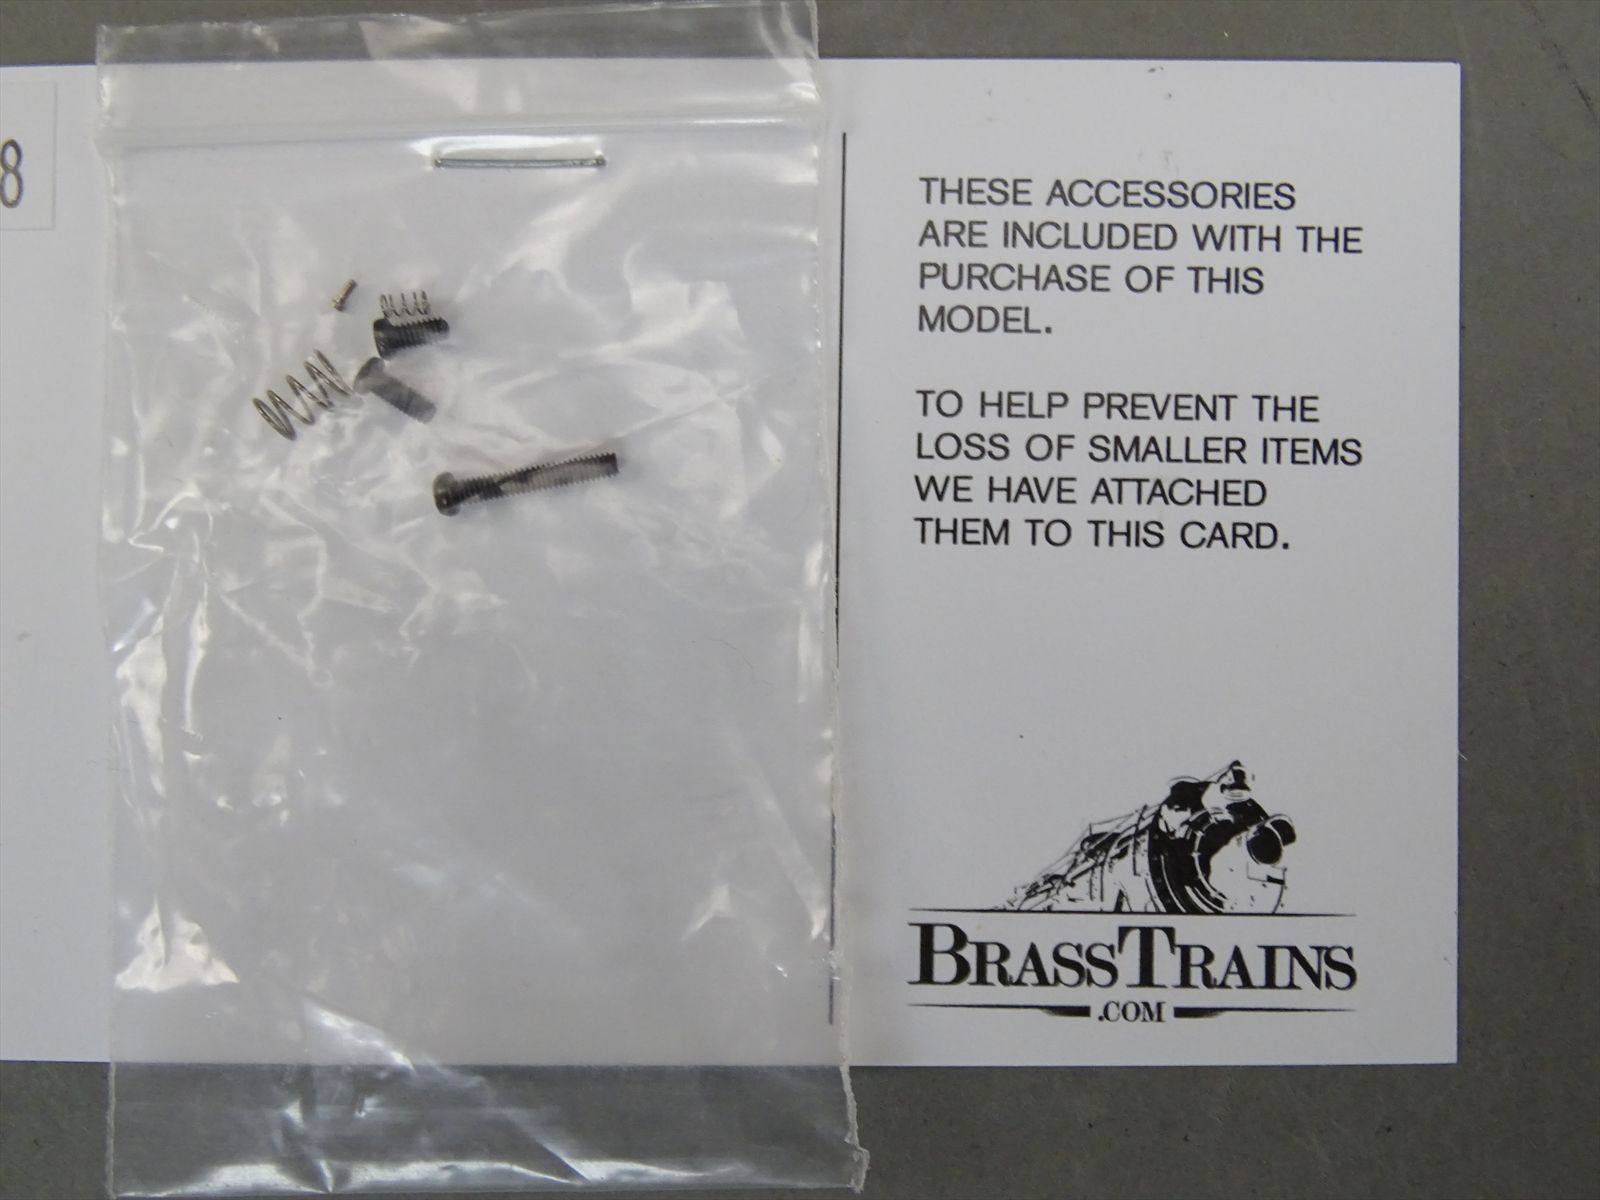 8
THESE ACCESSORIES
ARE INCLUDED WITH THE
PURCHASE OF THIS
MODEL.
TO HELP PREVENT THE
LOSS OF SMALLER ITEMS
WE HAVE ATTACHED
THEM TO THIS CARD.
BRASSTRAINS
.COM